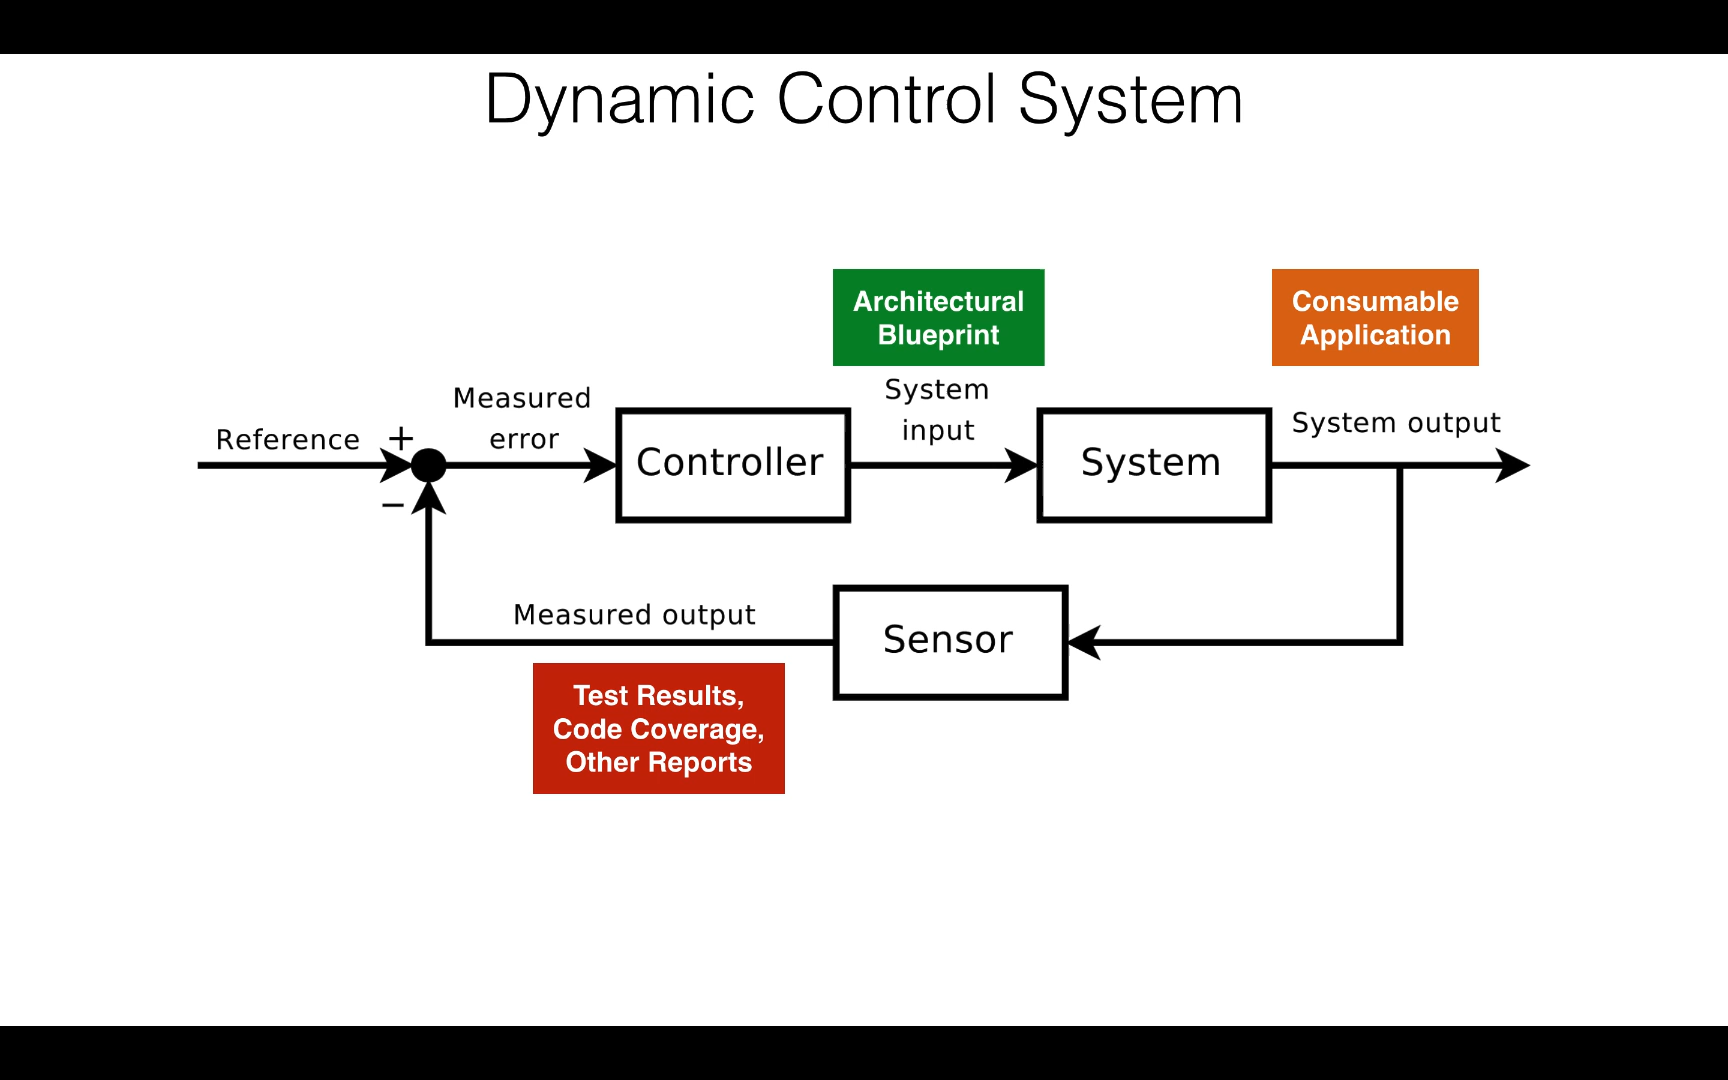 Dynamic Control System
Architectural
Blueprint
Consumable
Application
Reference
+
−
Measured
error
Controller
System
input
System
System output
Measured output
Sensor
Test Results,
Code Coverage,
Other Reports